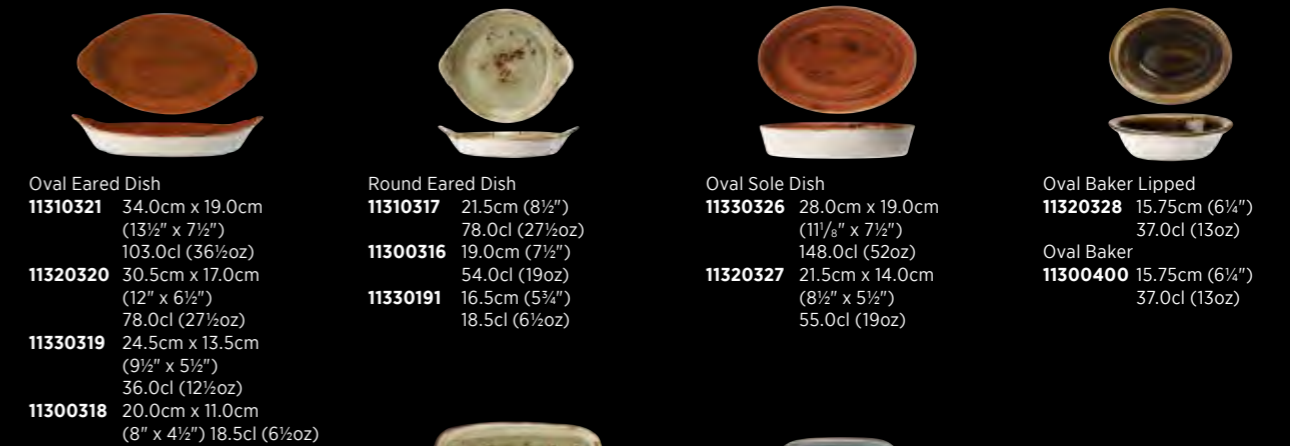 Oval Eared Dish
11310321 34.0cm x 19.0cm
(13½" x 7½")
103.0cl (36½oz)
11320320 30.5cm x 17.0cm
(12" x 6½")
78.0cl (27½oz)
11330319 24.5cm x 13.5cm
(9½" x 5½")
36.0cl (12½oz)
11300318 20.0cm x 11.0cm
(8" x 4½") 18.5cl (6½oz)
Round Eared Dish
11310317 21.5cm (8½")
78.0cl (27½oz)
11300316 19.0cm (7½")
54.0cl (19oz)
11330191 16.5cm (5¾")
18.5cl (6½oz)
Oval Sole Dish
11330326 28.0cm x 19.0cm
(11⅛" x 7½")
148.0cl (52oz)
11320327 21.5cm x 14.0cm
(8½" x 5½")
55.0cl (19oz)
Oval Baker Lipped
11320328 15.75cm (6¼")
37.0cl (13oz)
Oval Baker
11300400 15.75cm (6¼")
37.0cl (13oz)